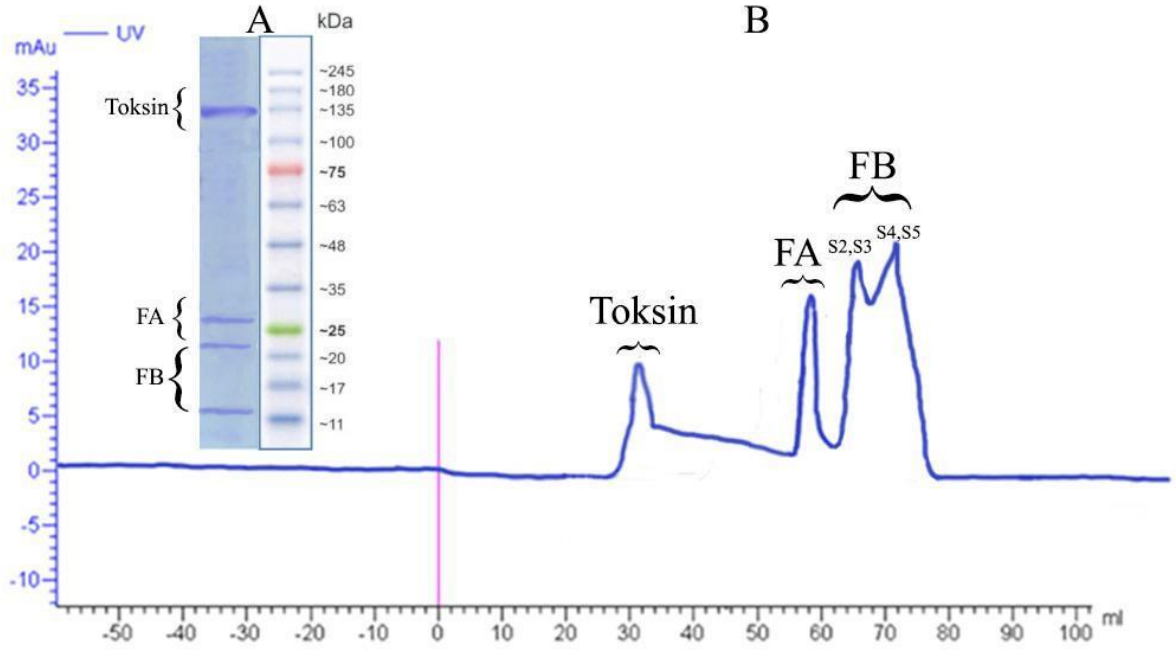 A
B
UV
mAu
kDa
35
30
25
20
15
10
5
0
-5
-10
Toksin
FA
FB
~245
~180
~135
~100
~75
~63
~48
~35
~25
~20
~17
~11
Toksin
FA
FB
S2,S3
S4,S5
-50 -40 -30 -20 -10 0 10 20 30 40 50 60 70 80 90 100 ml